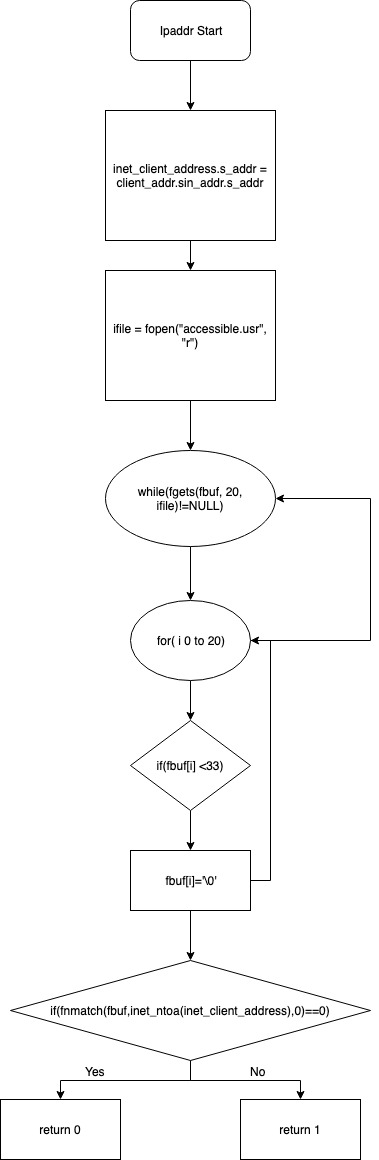 Ipaddr Start
inet_client_address.s_addr =
client_addr.sin_addr.s_addr
ifile = fopen("accessible.usr",
"r")
while(fgets(fbuf, 20,
ifile)!=NULL)
for( i 0 to 20)
if(fbuf[i] <33)
fbuf[i]='\0'
if(fnmatch(fbuf,inet_ntoa(inet_client_address),0)==0)
Yes
No
return 0
return 1